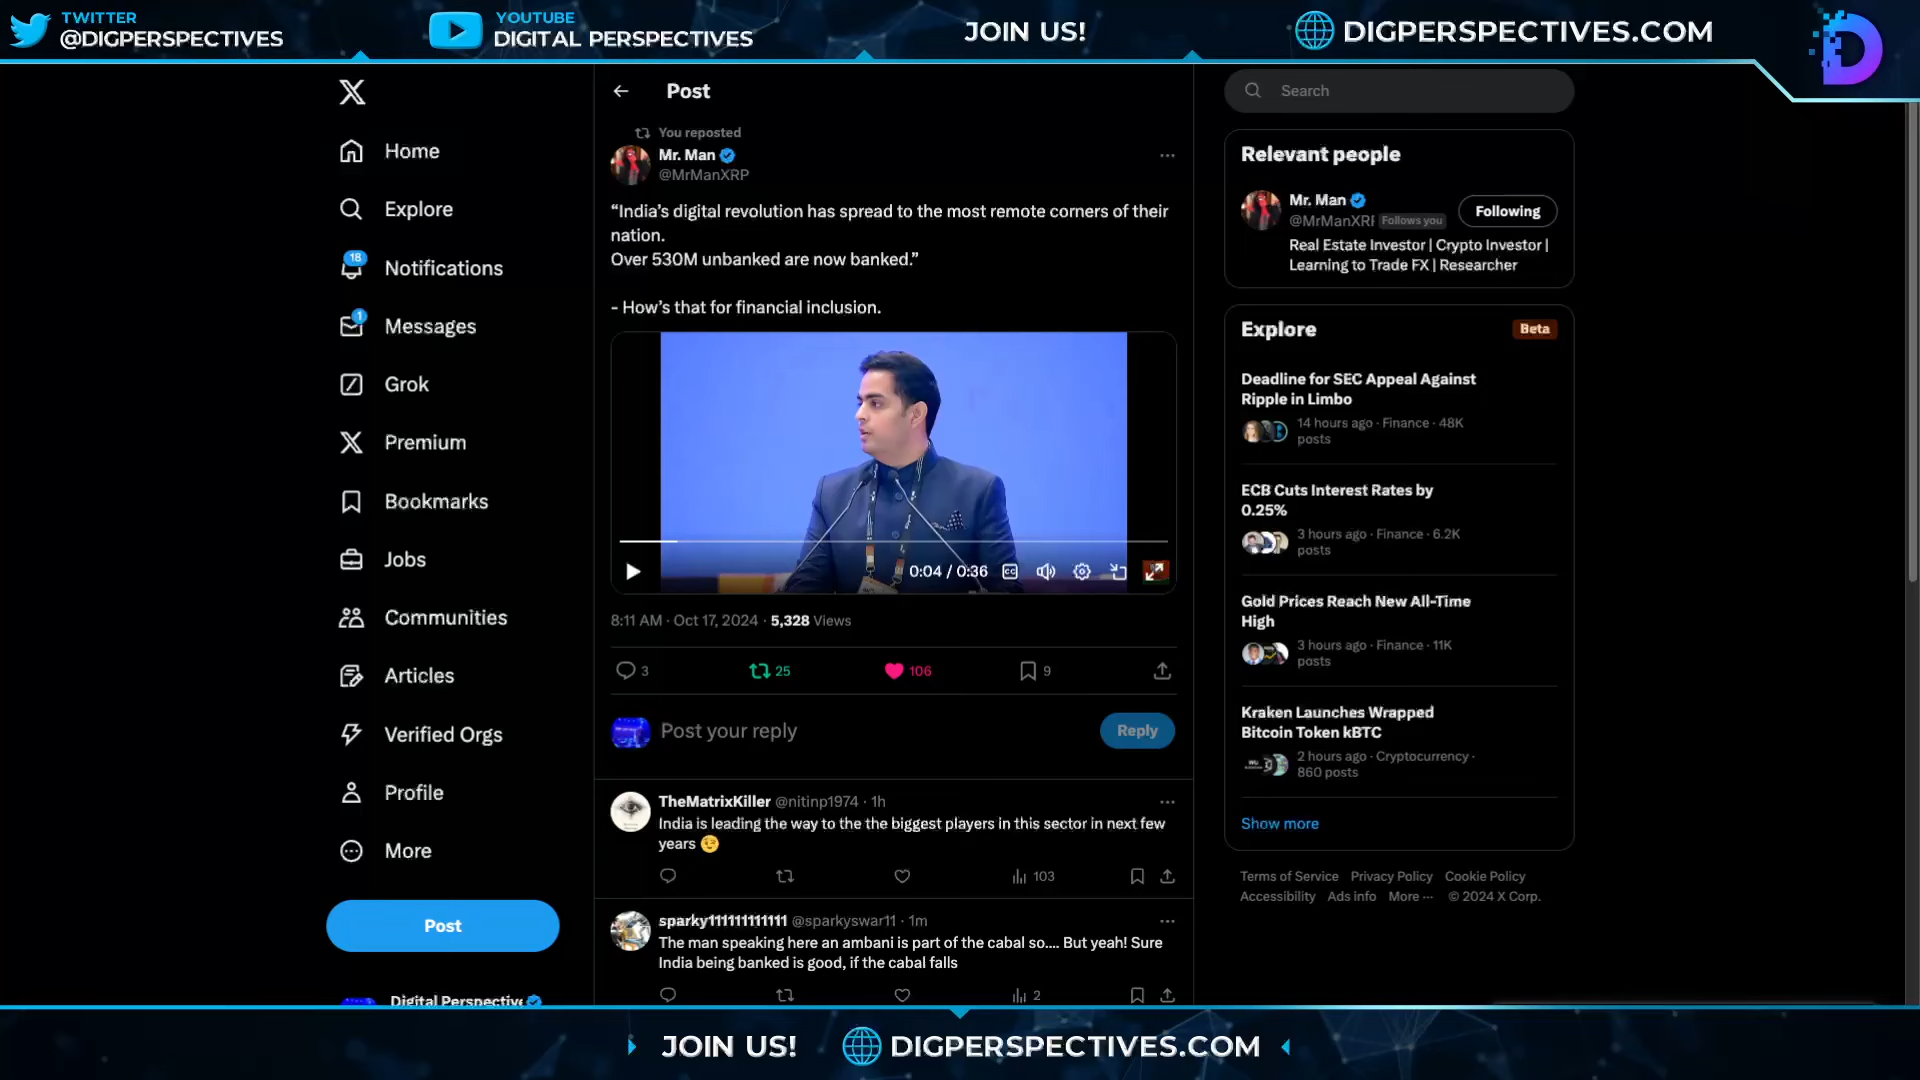 TWITTER
@DIGPERSPECTIVES
YOUTUBE
DIGITAL PERSPECTIVES
JOIN US!
DIGPERSPECTIVES.COM
Home
Explore
18
Notifications
1
Messages
Grok
Premium
Bookmarks
Jobs
Communities
Articles
Verified Orgs
Profile
More
Post
Digital Perspective
Post
You reposted
Mr. Man
@MrManXRP
“India’s digital revolution has spread to the most remote corners of their
nation.
Over 530M unbanked are now banked.”
- How’s that for financial inclusion.
0:04 / 0:36
8:11 AM · Oct 17, 2024 · 5,328 Views
3
25
106
9
Post your reply
Reply
TheMatrixKiller @nitinp1974 · 1h
India is leading the way to the the biggest players in this sector in next few
years
103
sparky111111111111 @sparkyswar11 · 1m
The man speaking here an ambani is part of the cabal so.... But yeah! Sure
India being banked is good, if the cabal falls
2
Search
Relevant people
Mr. Man
@MrManXRP Follows you
Following
Real Estate Investor | Crypto Investor |
Learning to Trade FX | Researcher
Explore
Beta
Deadline for SEC Appeal Against
Ripple in Limbo
14 hours ago · Finance · 48K
posts
ECB Cuts Interest Rates by
0.25%
3 hours ago · Finance · 6.2K
posts
Gold Prices Reach New All-Time
High
3 hours ago · Finance · 11K
posts
Kraken Launches Wrapped
Bitcoin Token kBTC
2 hours ago · Cryptocurrency ·
860 posts
Show more
Terms of Service Privacy Policy Cookie Policy
Accessibility Ads info More ··· © 2024 X Corp.
JOIN US!
DIGPERSPECTIVES.COM